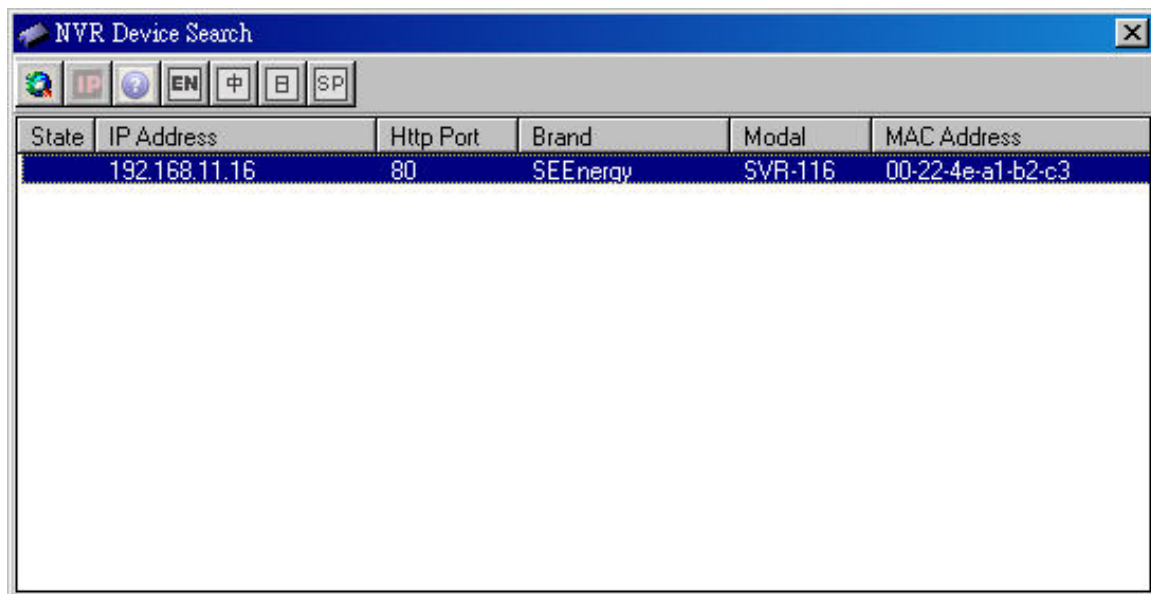 NVR Device Search
IP ? EN 中 日 SP
State IP Address Http Port Brand Modal MAC Address
192.168.11.16 80 SEEnergy SVR-116 00-22-4e-a1-b2-c3